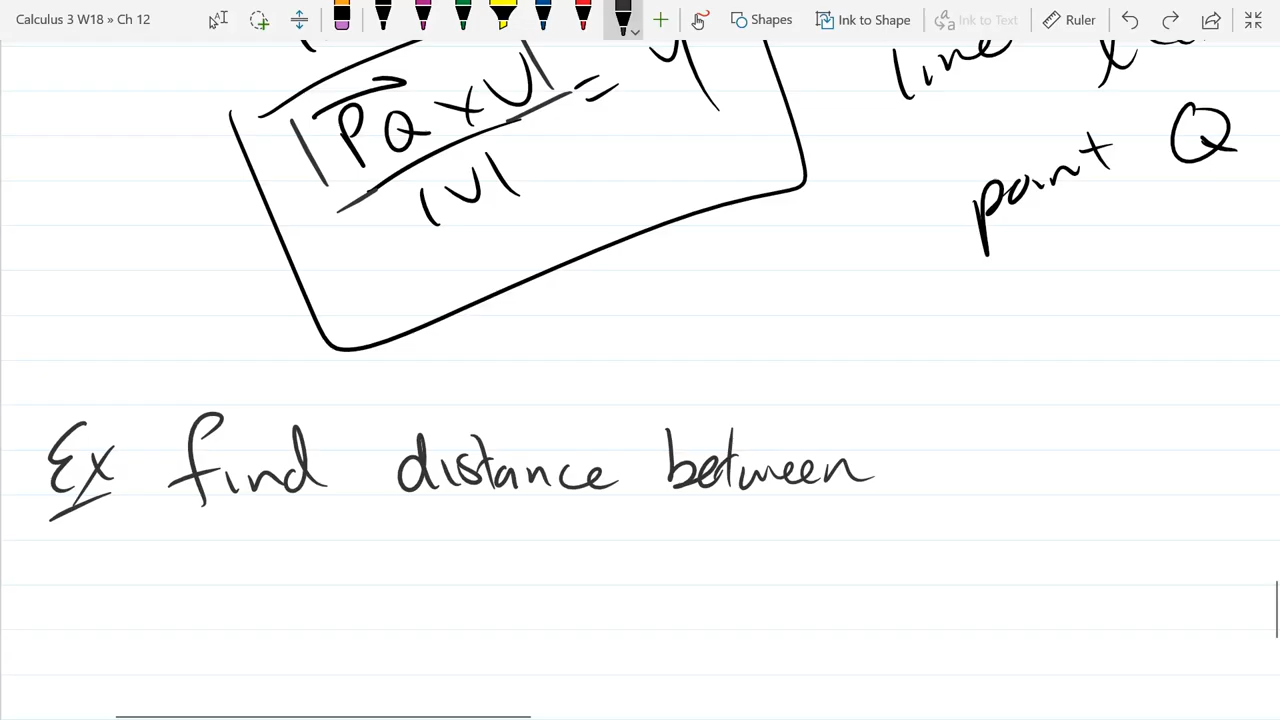 Calculus 3 W18 » Ch 12
Shapes
Ink to Shape
Ink to Text
Ruler
|PQ × V| / |V| =
line
point Q
Ex find distance between